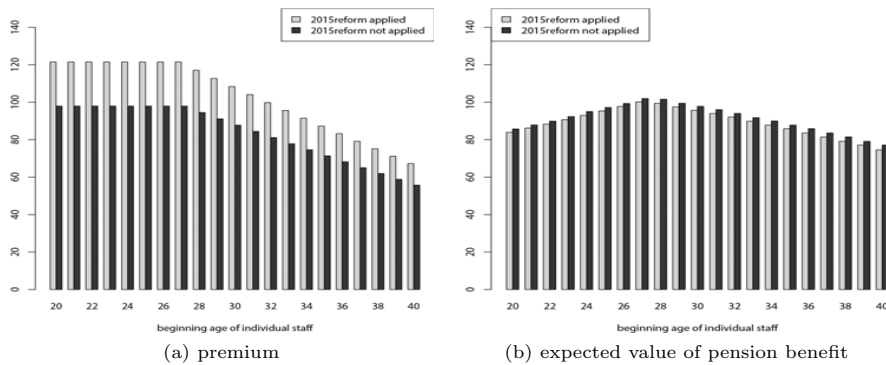 2015reform applied
2015reform not applied
140
120
100
80
60
40
20
0
20 22 24 26 28 30 32 34 36 38 40
beginning age of individual staff
(a) premium
2015reform applied
2015reform not applied
140
120
100
80
60
40
20
0
20 22 24 26 28 30 32 34 36 38 40
beginning age of individual staff
(b) expected value of pension benefit